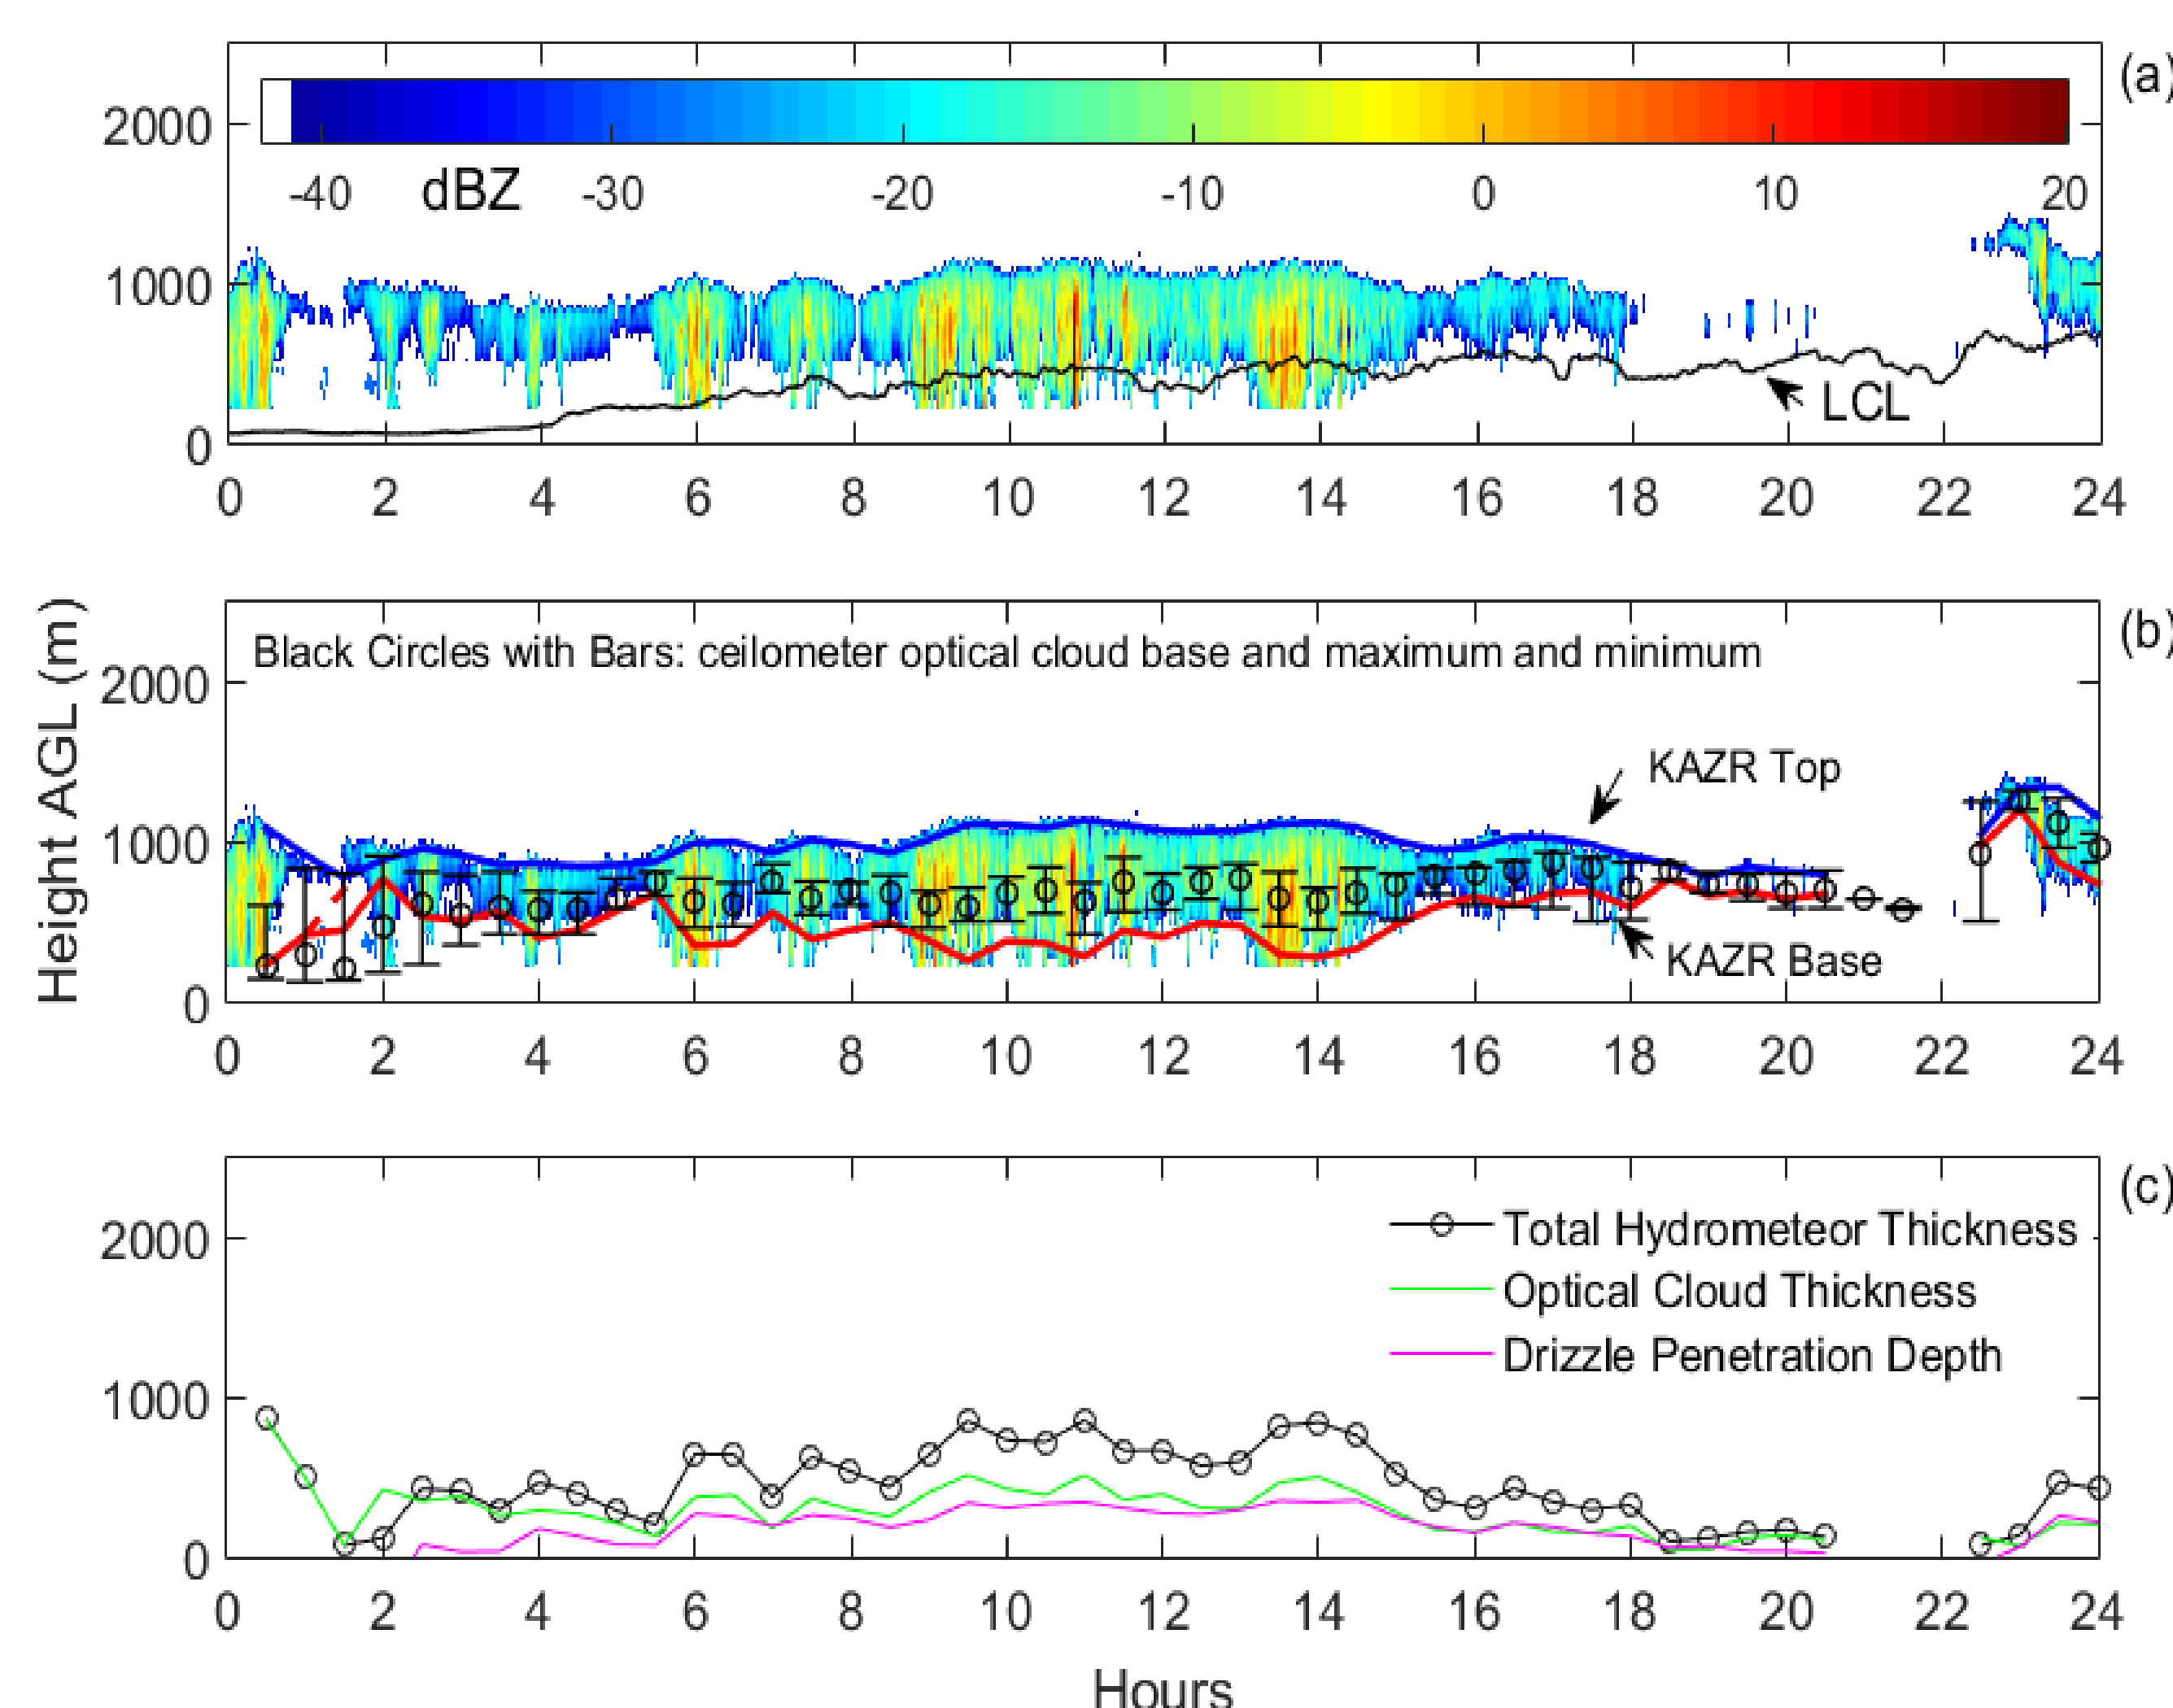 (a)
2000
1000
0
-40 dBZ -30 -20 -10 0 10 20
LCL
0 2 4 6 8 10 12 14 16 18 20 22 24
(b)
Black Circles with Bars: ceilometer optical cloud base and maximum and minimum
2000
1000
0
KAZR Top
KAZR Base
Height AGL (m)
0 2 4 6 8 10 12 14 16 18 20 22 24
(c)
2000
1000
0
Total Hydrometeor Thickness
Optical Cloud Thickness
Drizzle Penetration Depth
0 2 4 6 8 10 12 14 16 18 20 22 24
Hours